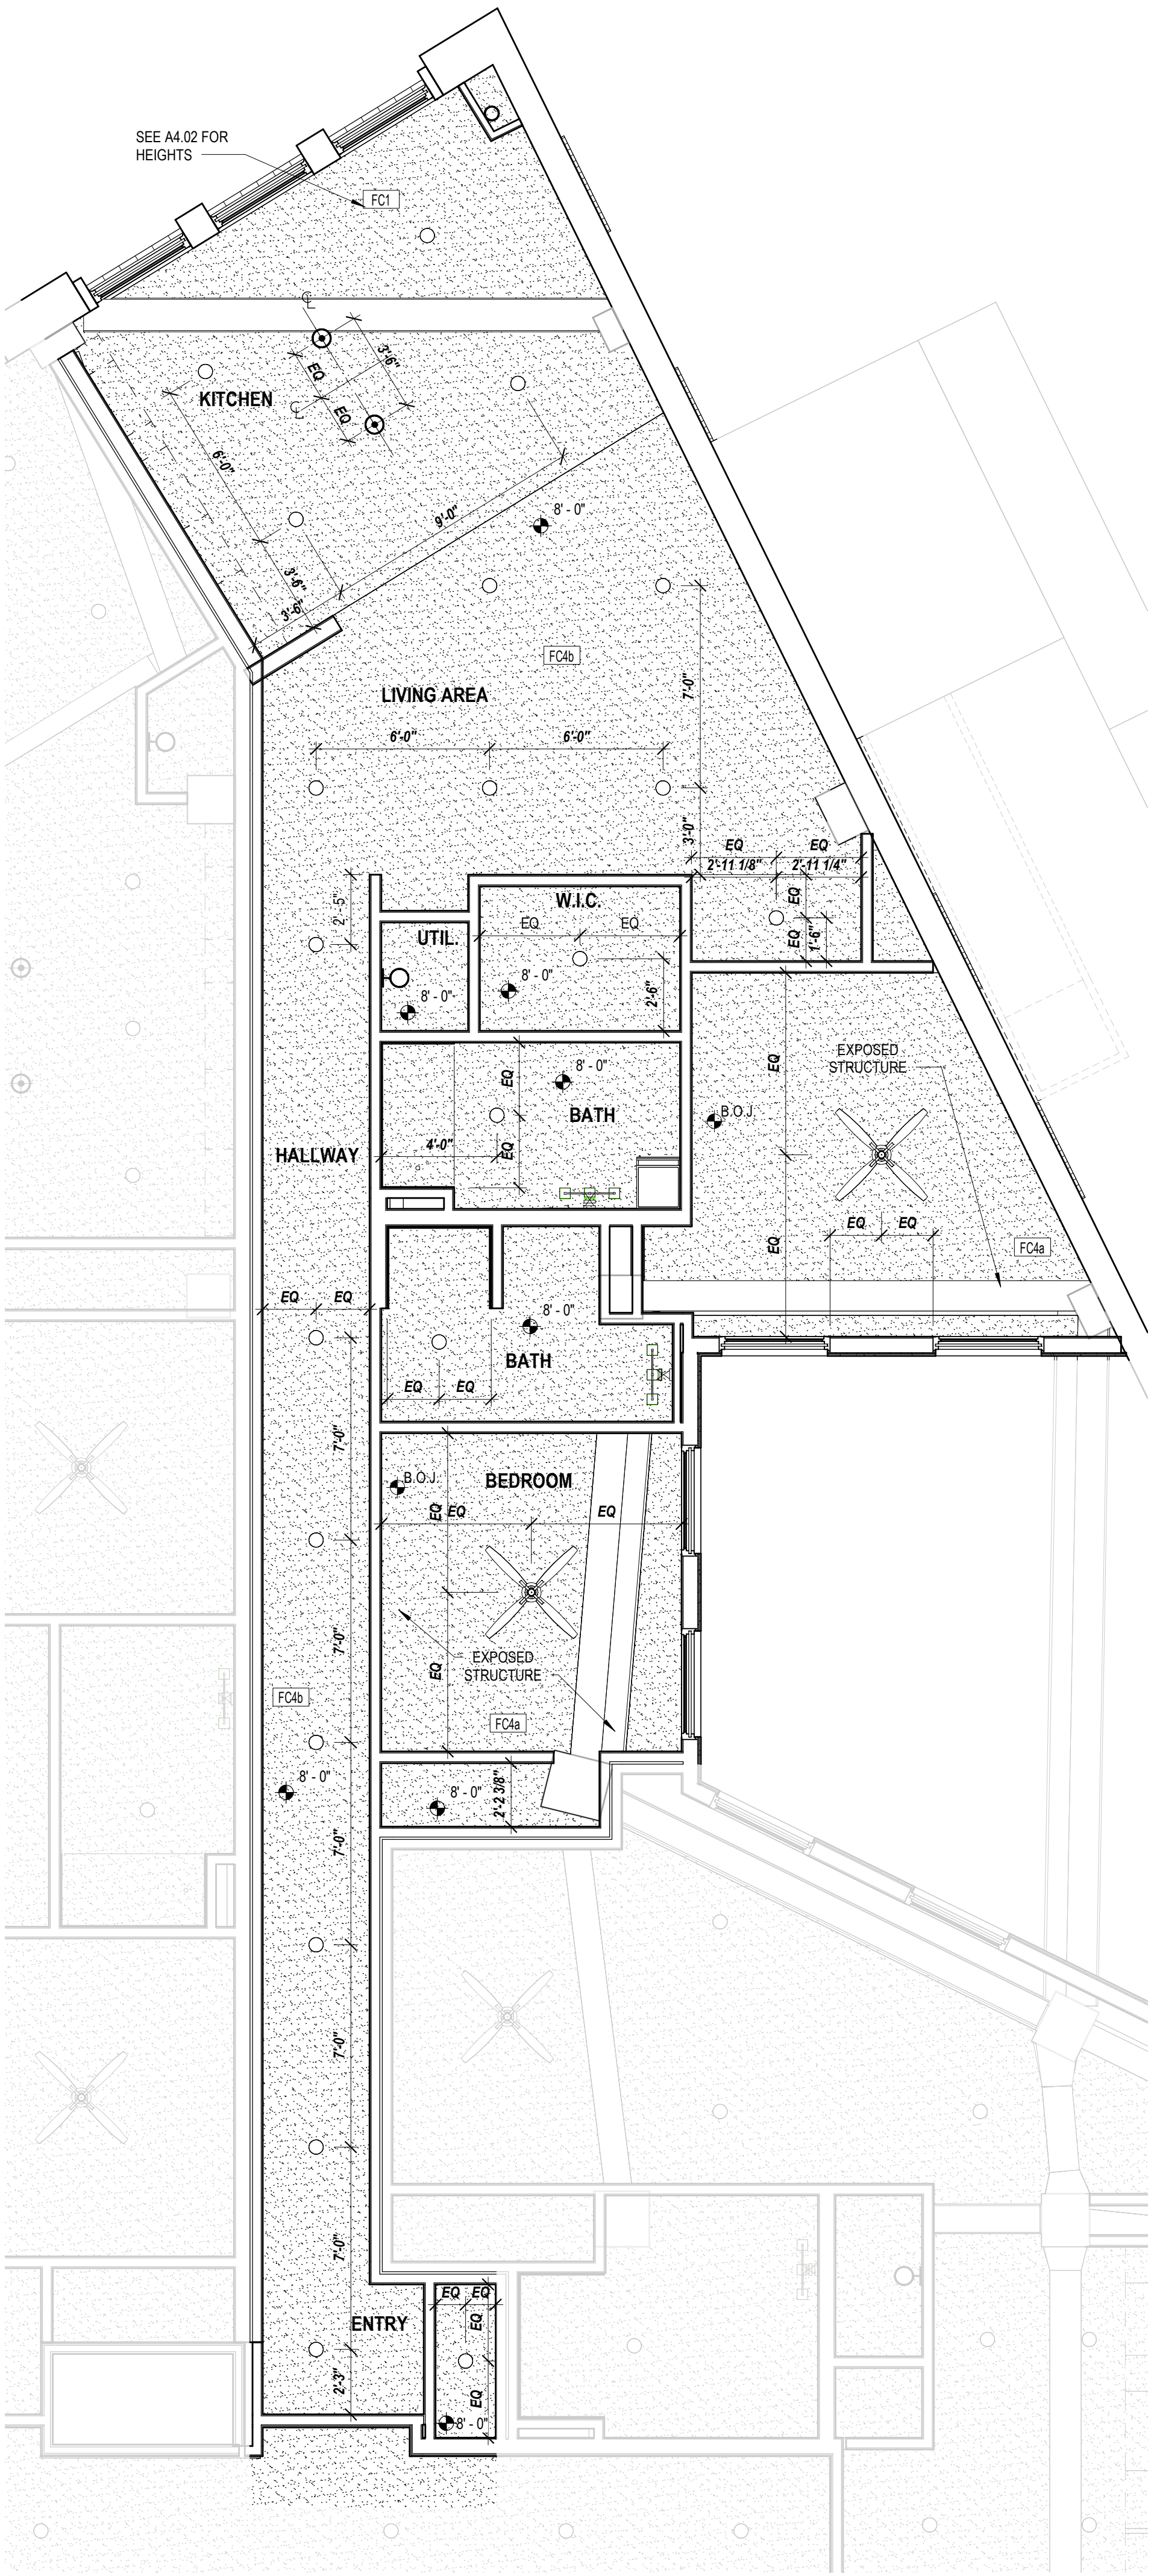 SEE A4.02 FOR
HEIGHTS
FC1
CL
3'-6"
EQ
KITCHEN
CL
EQ
6'-0"
9'-0"
8' - 0"
3'-6"
3'-6"
FC4b
LIVING AREA
7'-0"
6'-0"
6'-0"
3'-0"
EQ
EQ
2'-11 1/8"
2'-11 1/4"
W.I.C.
EQ
2' - 5"
EQ
EQ
UTIL.
EQ
1'-6"
8' - 0"
8' - 0"
2'-6"
EXPOSED
STRUCTURE
EQ
8' - 0"
EQ
B.O.J.
BATH
4'-0"
EQ
HALLWAY
EQ
EQ
EQ
FC4a
EQ
EQ
8' - 0"
BATH
EQ
EQ
7'-0"
B.O.J.
BEDROOM
EQ
EQ
EQ
7'-0"
EXPOSED
STRUCTURE
EQ
FC4b
FC4a
8' - 0"
8' - 0"
2'-2 3/8"
7'-0"
7'-0"
7'-0"
EQ
EQ
EQ
ENTRY
2'-3"
EQ
8' - 0"